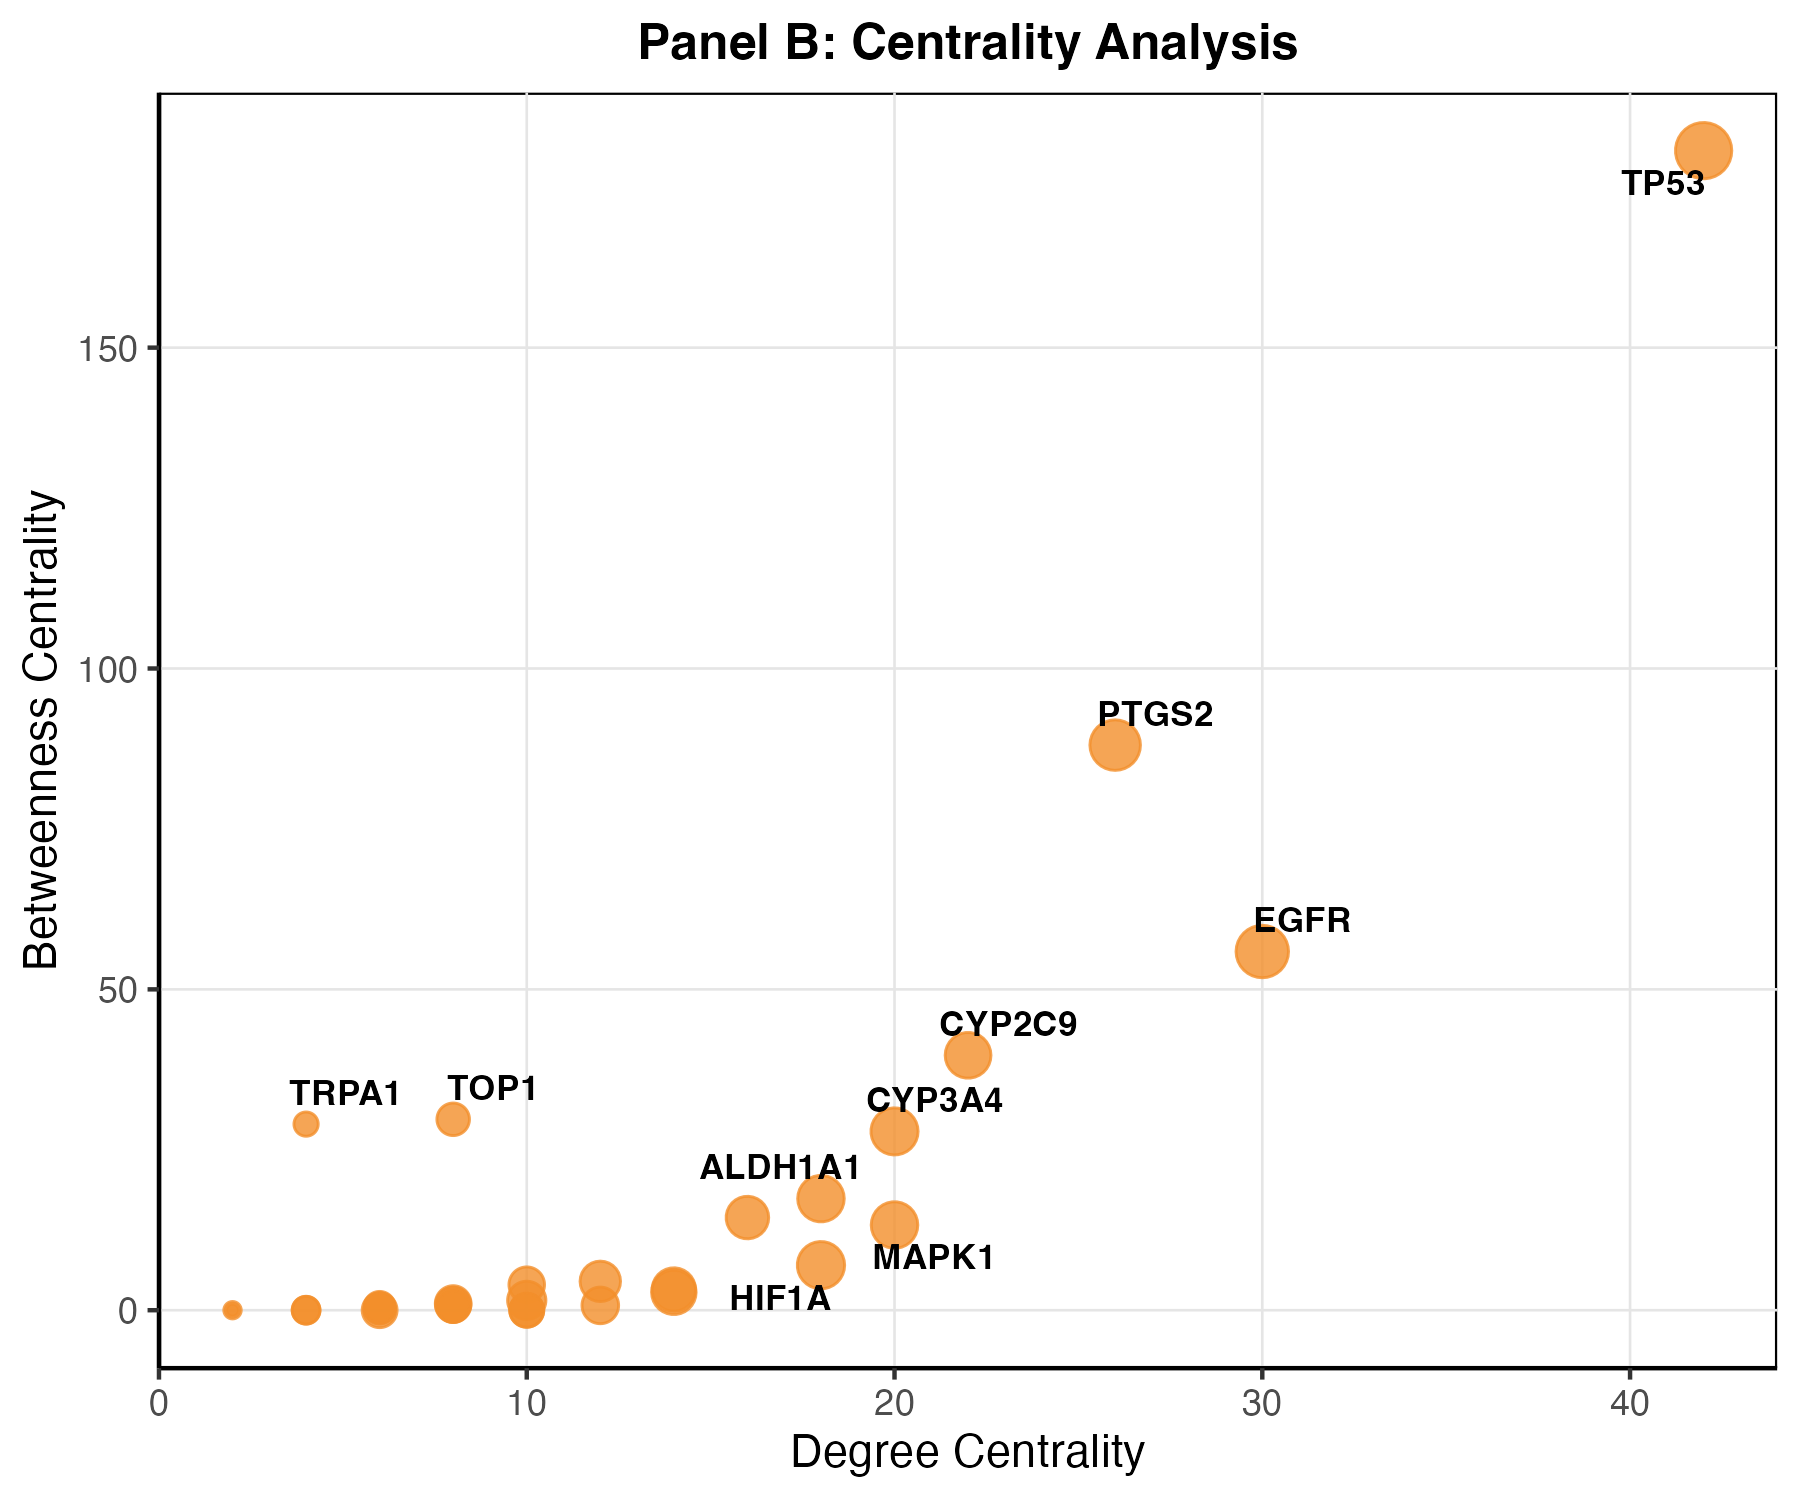 Panel B: Centrality Analysis
TP53
150
PTGS2
100
EGFR
Betweenness Centrality
50
CYP2C9
TRPA1
TOP1
CYP3A4
ALDH1A1
MAPK1
HIF1A
0
0 10 20 30 40
Degree Centrality